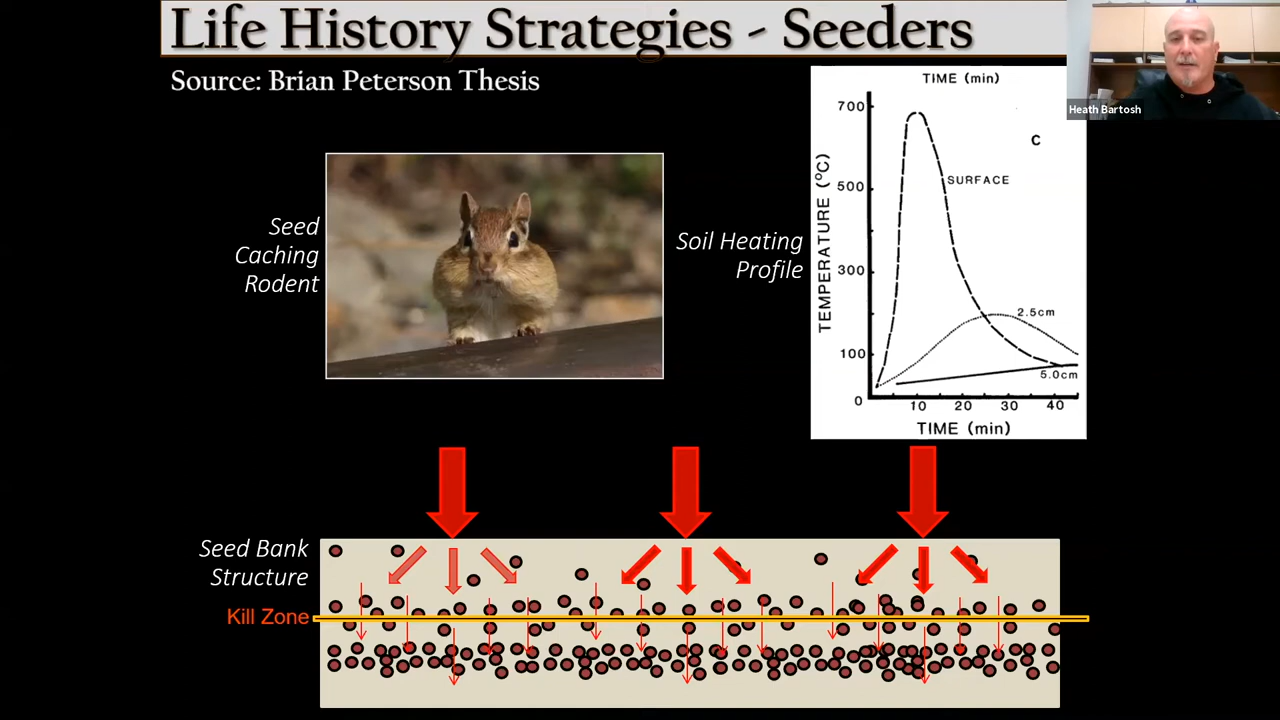 Life History Strategies - Seeders
Heath Bartosh
Source: Brian Peterson Thesis
Seed
Caching
Rodent
Soil Heating
Profile
TIME (min)
C
TEMPERATURE (°C)
700
500
300
100
0
SURFACE
2.5cm
5.0cm
10 20 30 40
TIME (min)
Seed Bank
Structure
Kill Zone